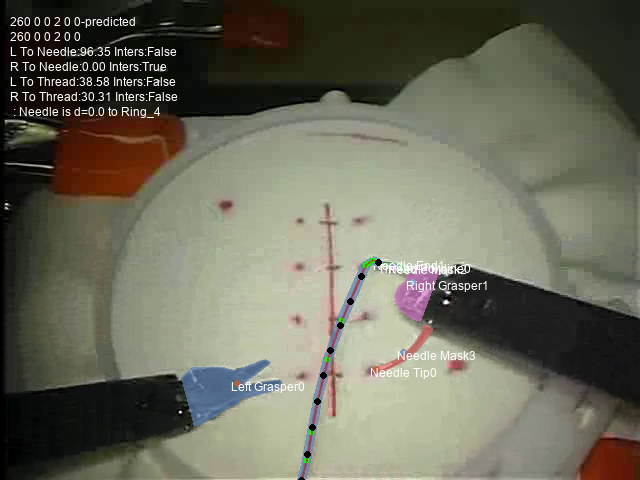 260 0 0 2 0 0-predicted
260 0 0 2 0 0
L To Needle:96.35 Inters:False
R To Needle:0.00 Inters:True
L To Thread:38.58 Inters:False
R To Thread:30.31 Inters:False
: Needle is d=0.0 to Ring_4
Right Grasper1
Needle Mask3
Needle Tip0
Left Grasper0